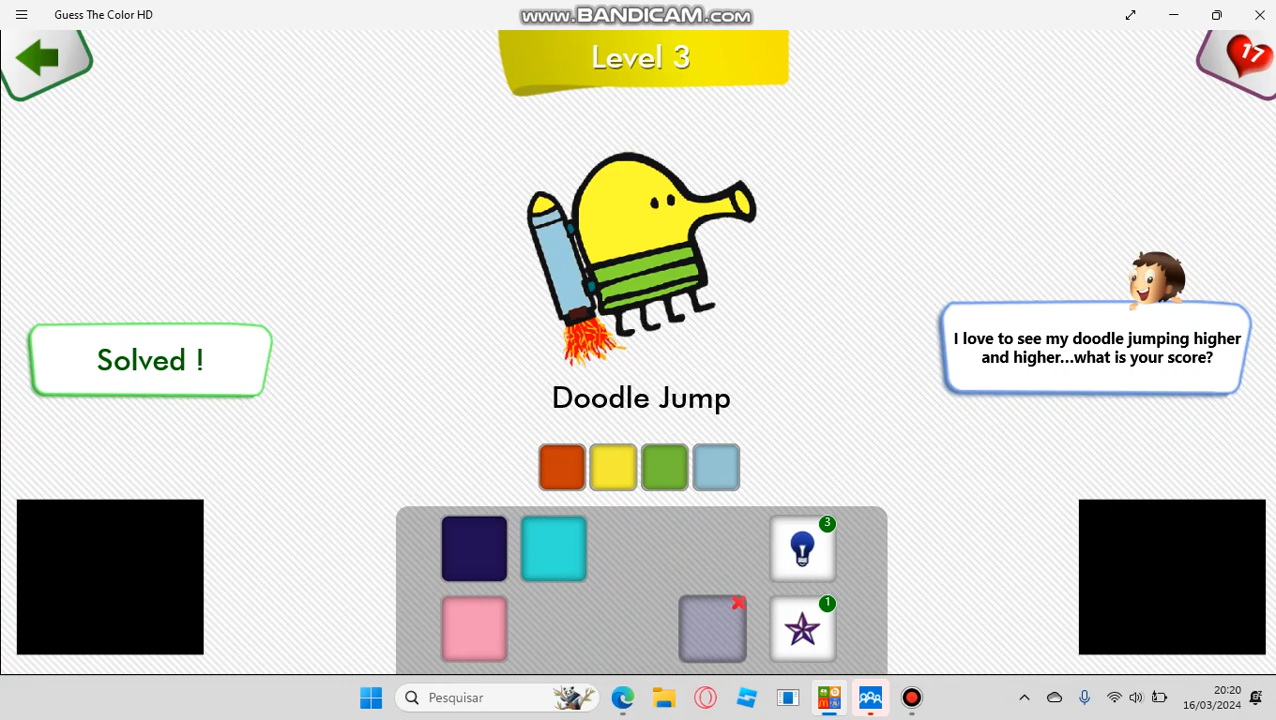 Guess The Color HD
www.BANDICAM.com
Level 3
17
Solved !
I love to see my doodle jumping higher
and higher...what is your score?
Doodle Jump
3
1
Pesquisar
20:20
16/03/2024